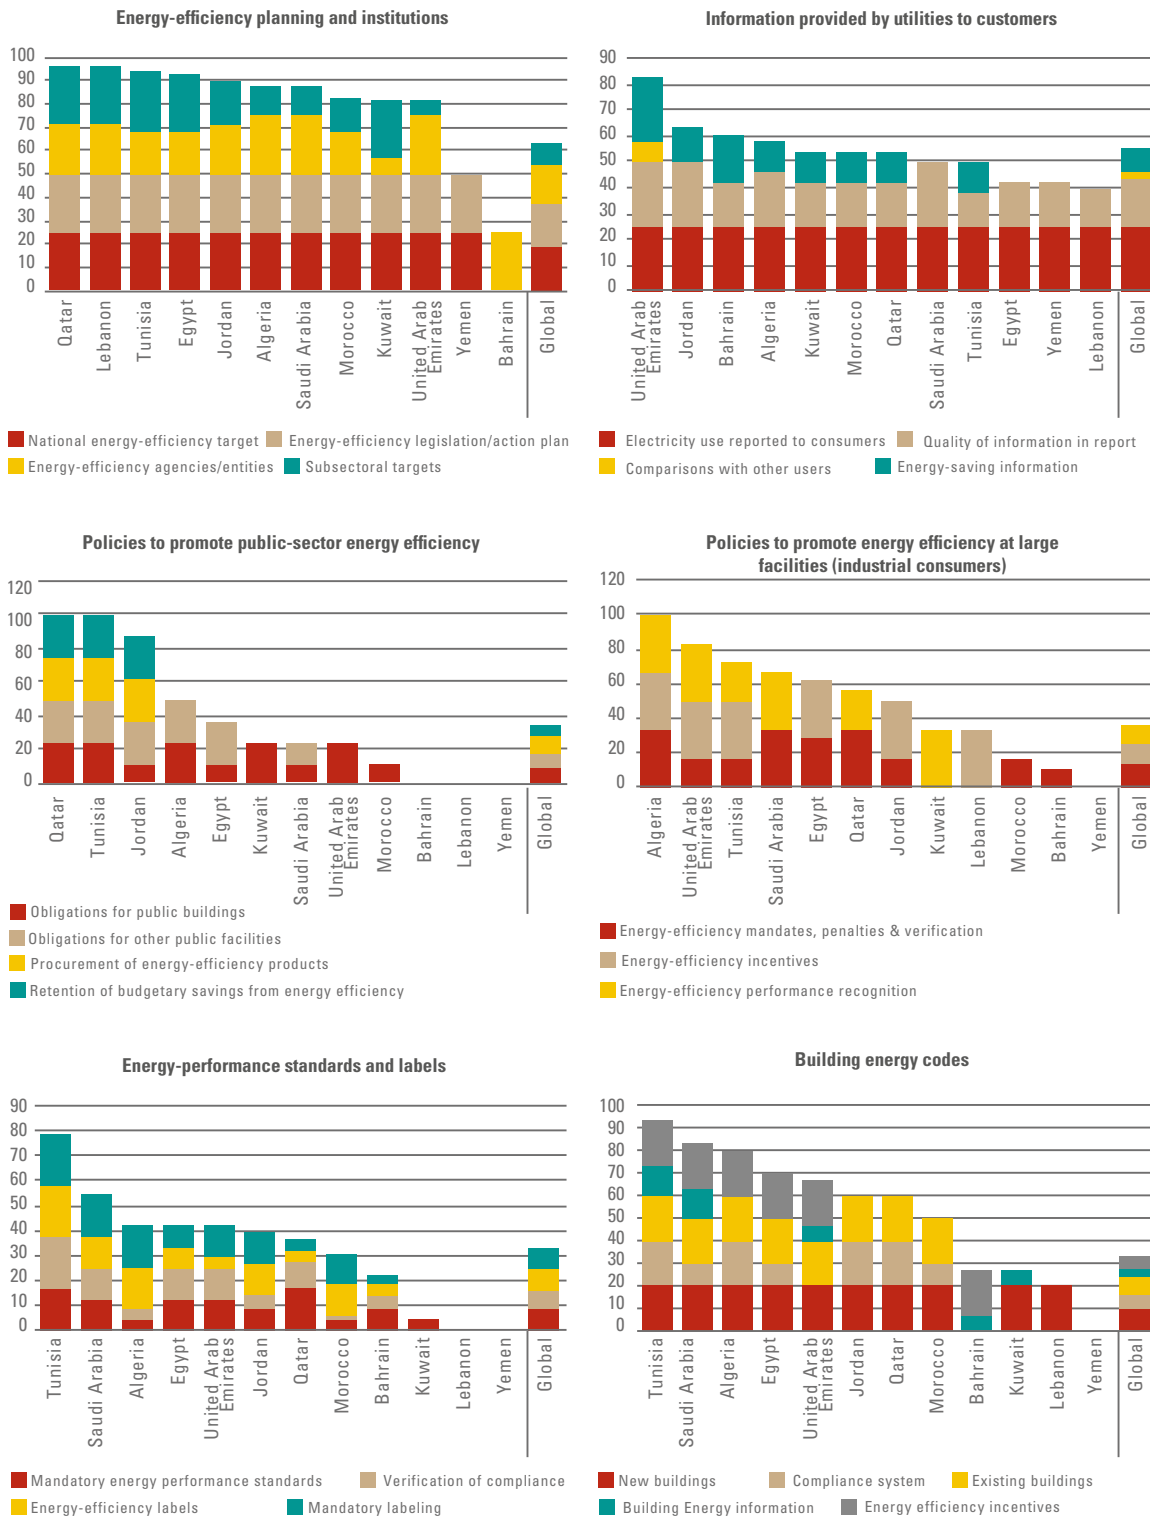 Energy-efficiency planning and institutions
100
90
80
70
60
50
40
30
20
10
0
Qatar
Lebanon
Tunisia
Egypt
Jordan
Algeria
Saudi Arabia
Morocco
Kuwait
United Arab
Emirates
Yemen
Bahrain
Global
National energy-efficiency target
Energy-efficiency legislation/action plan
Energy-efficiency agencies/entities
Subsectoral targets
Information provided by utilities to customers
90
80
70
60
50
40
30
20
10
0
United Arab
Emirates
Jordan
Bahrain
Algeria
Kuwait
Morocco
Qatar
Saudi Arabia
Tunisia
Egypt
Yemen
Lebanon
Global
Electricity use reported to consumers
Quality of information in report
Comparisons with other users
Energy-saving information
Policies to promote public-sector energy efficiency
120
100
80
60
40
20
0
Qatar
Tunisia
Jordan
Algeria
Egypt
Kuwait
Saudi Arabia
United Arab
Emirates
Morocco
Bahrain
Lebanon
Yemen
Global
Obligations for public buildings
Obligations for other public facilities
Procurement of energy-efficiency products
Retention of budgetary savings from energy efficiency
Policies to promote energy efficiency at large
facilities (industrial consumers)
120
100
80
60
40
20
0
Algeria
United Arab
Emirates
Tunisia
Saudi Arabia
Egypt
Qatar
Jordan
Kuwait
Lebanon
Morocco
Bahrain
Yemen
Global
Energy-efficiency mandates, penalties & verification
Energy-efficiency incentives
Energy-efficiency performance recognition
Energy-performance standards and labels
90
80
70
60
50
40
30
20
10
0
Tunisia
Saudi Arabia
Algeria
Egypt
United Arab
Emirates
Jordan
Qatar
Morocco
Bahrain
Kuwait
Lebanon
Yemen
Global
Mandatory energy performance standards
Verification of compliance
Energy-efficiency labels
Mandatory labeling
Building energy codes
100
90
80
70
60
50
40
30
20
10
0
Tunisia
Saudi Arabia
Algeria
Egypt
United Arab
Emirates
Jordan
Qatar
Morocco
Bahrain
Kuwait
Lebanon
Yemen
Global
New buildings
Compliance system
Existing buildings
Building Energy information
Energy efficiency incentives